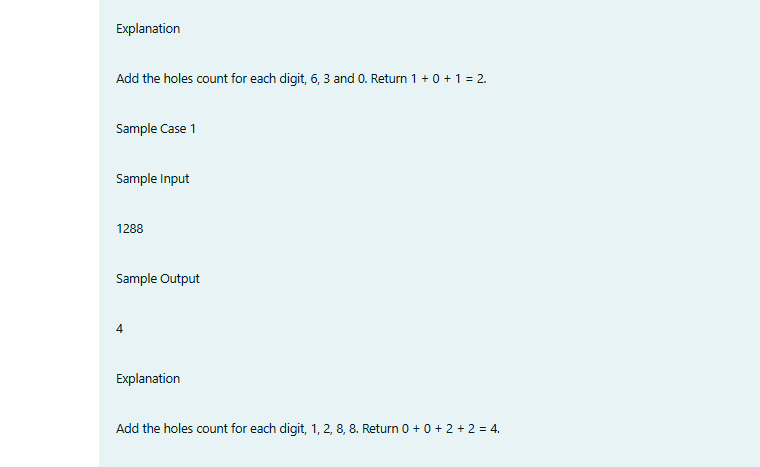 Explanation
Add the holes count for each digit, 6, 3 and 0. Return 1 + 0 + 1 = 2.
Sample Case 1
Sample Input
1288
Sample Output
4
Explanation
Add the holes count for each digit, 1, 2, 8, 8. Return 0 + 0 + 2 + 2 = 4.